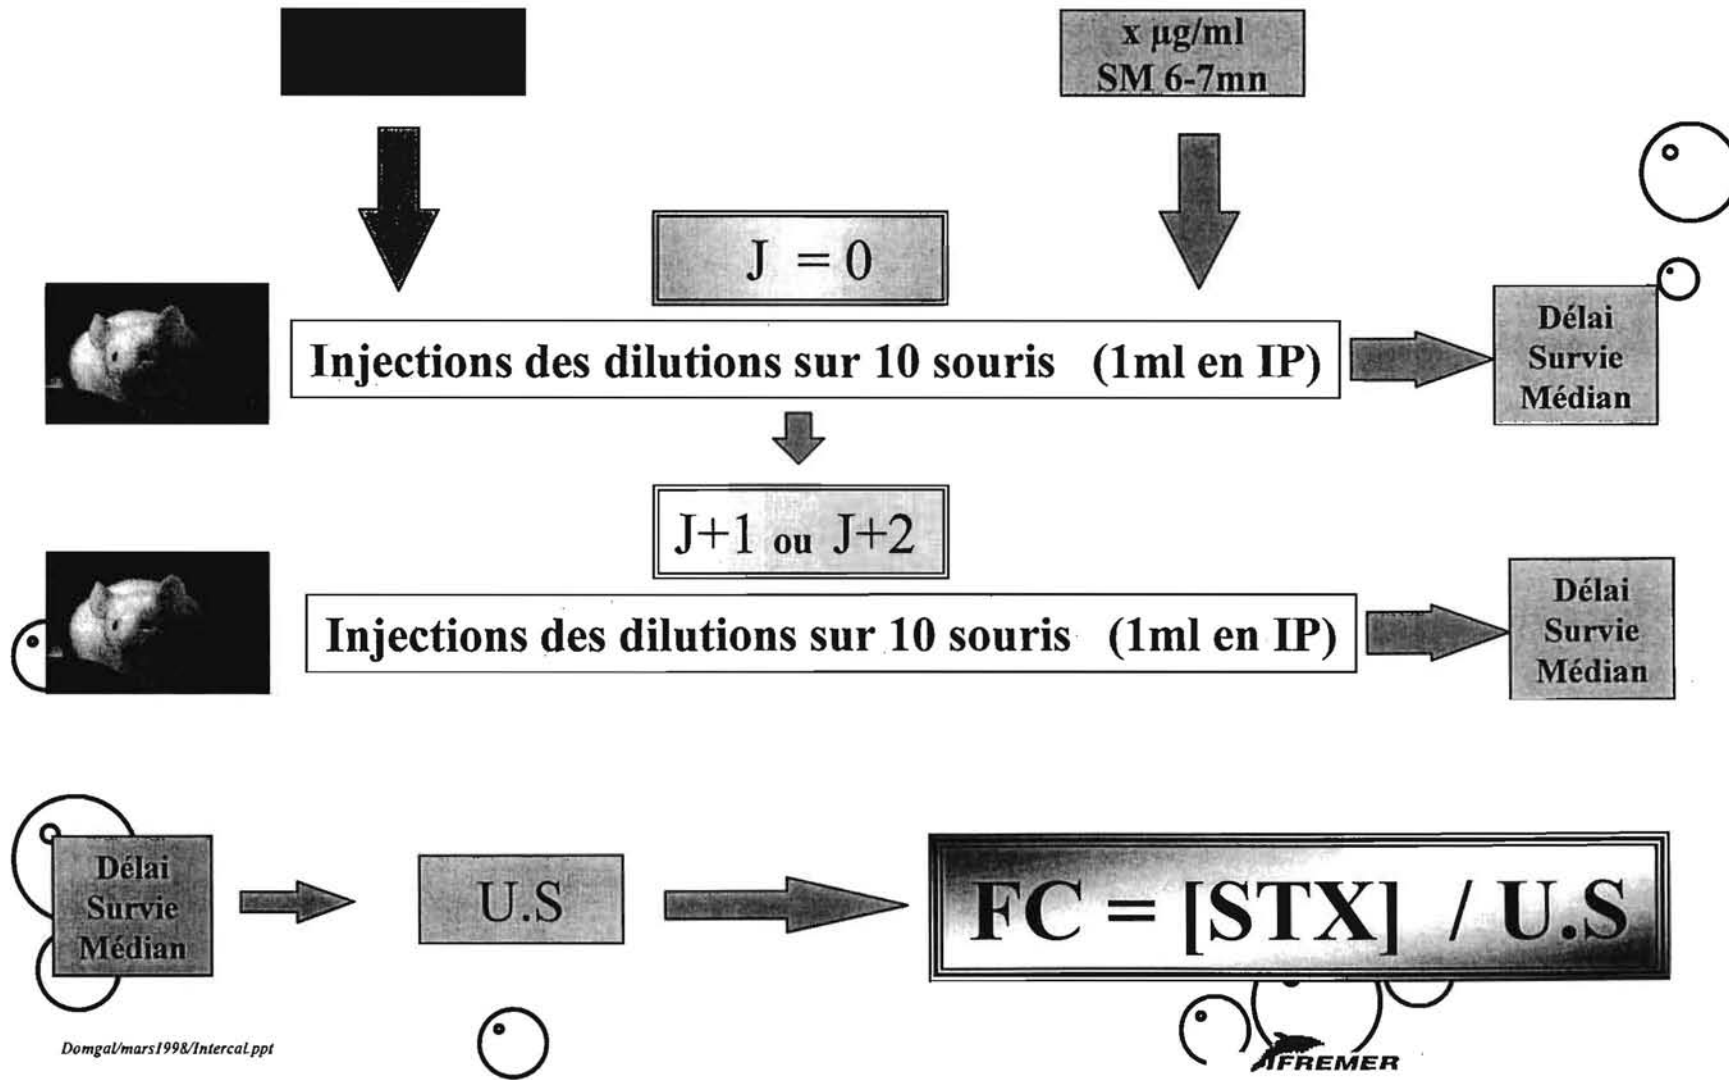 x µg/ml
SM 6-7mn
J = 0
Injections des dilutions sur 10 souris (1ml en IP)
Délai
Survie
Médian
J+1 ou J+2
Injections des dilutions sur 10 souris (1ml en IP)
Délai
Survie
Médian
Délai
Survie
Médian
U.S
FC = [STX] / U.S
Domgal/mars1998/Intercal.ppt
IFREMER